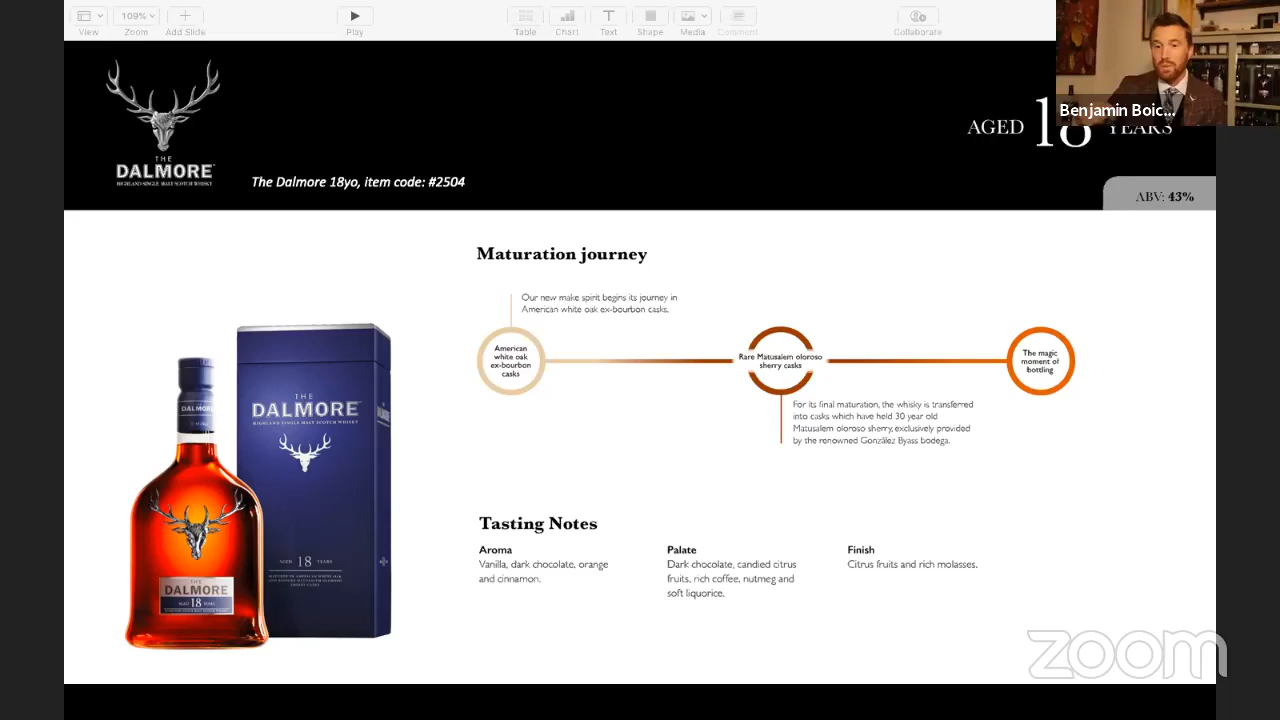 109%
View
Zoom
Add Slide
Play
Table
Chart
Text
Shape
Media
Comment
Collaborate
Benjamin Boic...
THE
DALMORE
HIGHLAND SINGLE MALT SCOTCH WHISKY
The Dalmore 18yo, item code: #2504
AGED 18 YEARS
ABV: 43%
Maturation journey
Our new make spirit begins its journey in
American white oak ex-bourbon casks.
American
white oak
ex-bourbon
casks
Rare Matusalem oloroso
sherry casks
The magic
moment of
bottling
For its final maturation, the whisky is transferred
into casks which have held 30 year old
Matusalem oloroso sherry, exclusively provided
by the renowned González Byass bodega.
THE
DALMORE
HIGHLAND SINGLE MALT SCOTCH WHISKY
AGED 18 YEARS
DALMORE
THE
DALMORE
AGED 18 YEARS
Tasting Notes
Aroma
Vanilla, dark chocolate, orange
and cinnamon.
Palate
Dark chocolate, candied citrus
fruits, rich coffee, nutmeg and
soft liquorice.
Finish
Citrus fruits and rich molasses.
zoom